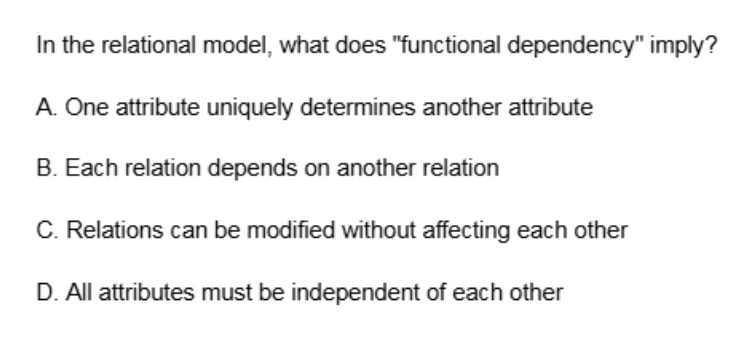 In the relational model, what does "functional dependency" imply?
A. One attribute uniquely determines another attribute
B. Each relation depends on another relation
C. Relations can be modified without affecting each other
D. All attributes must be independent of each other